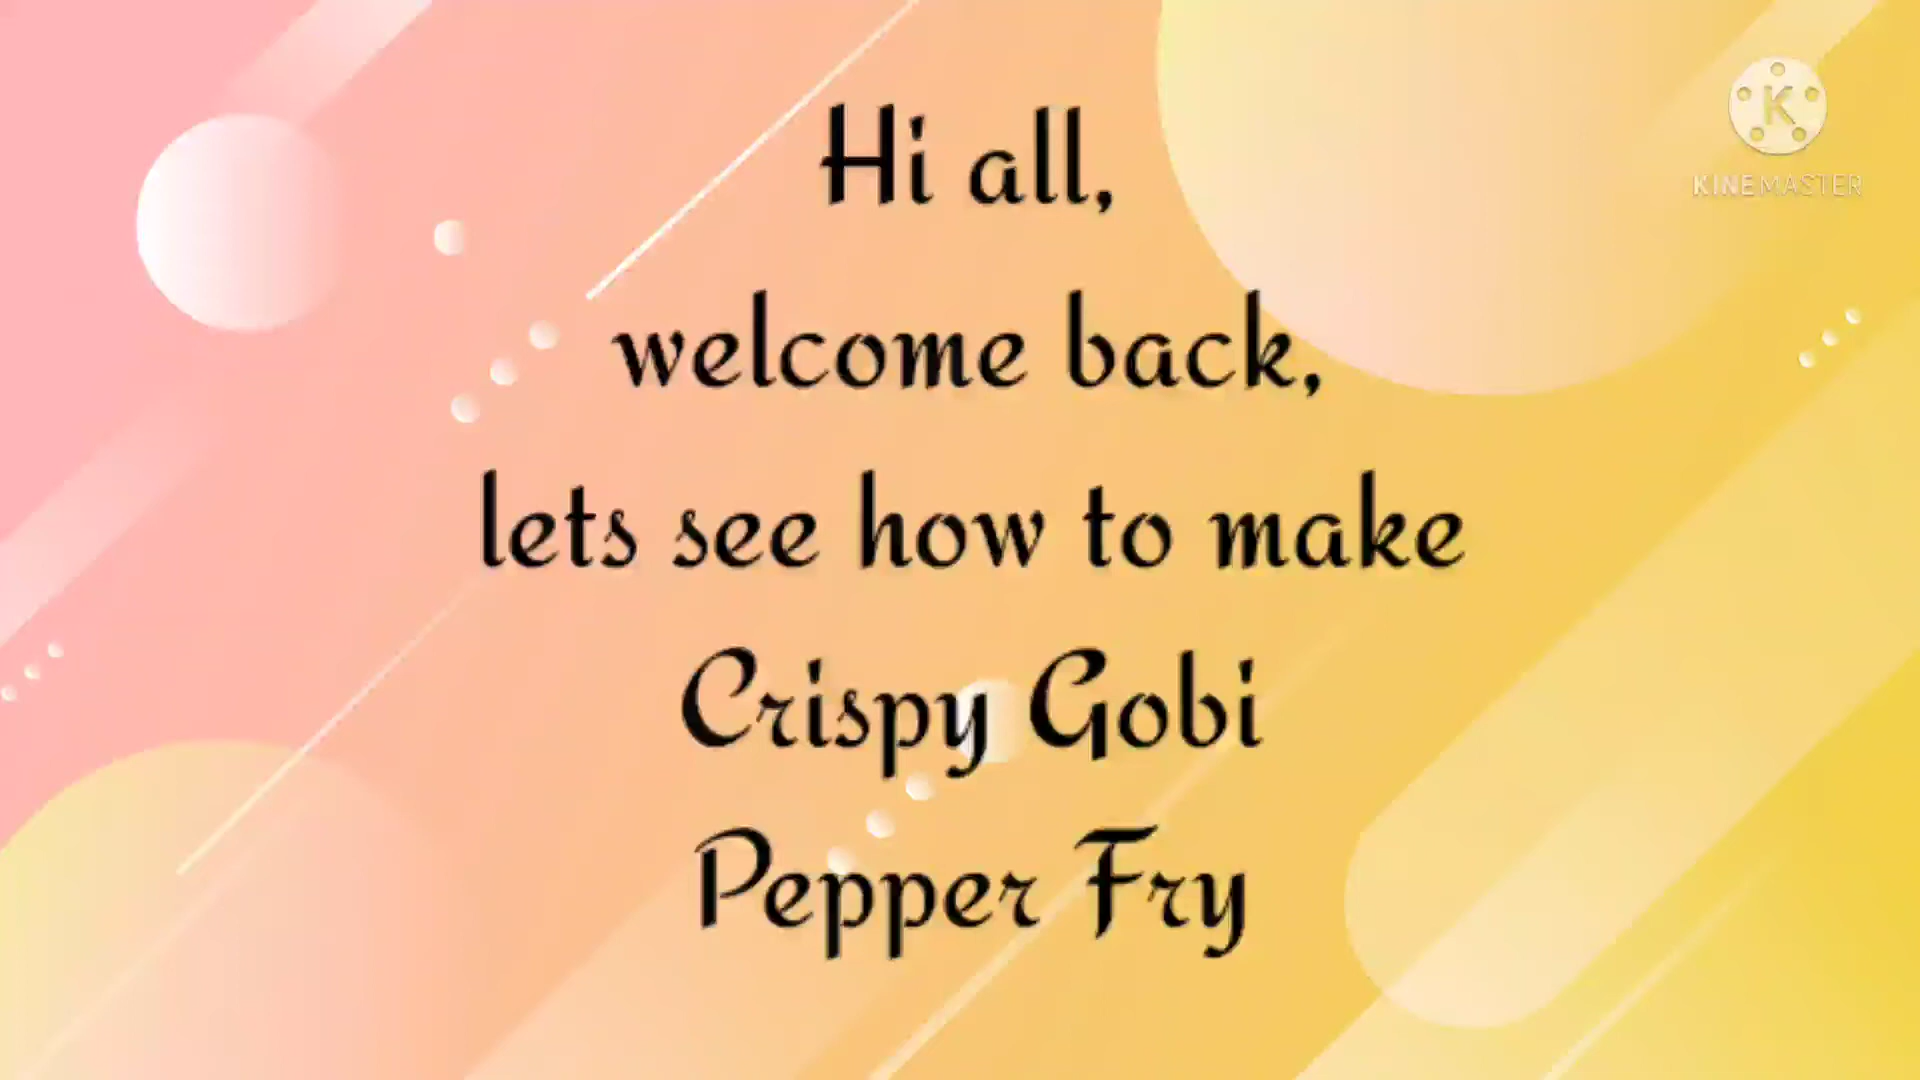 Hi all,
welcome back,
lets see how to make
Crispy Gobi
Pepper Fry
K
KINEMASTER